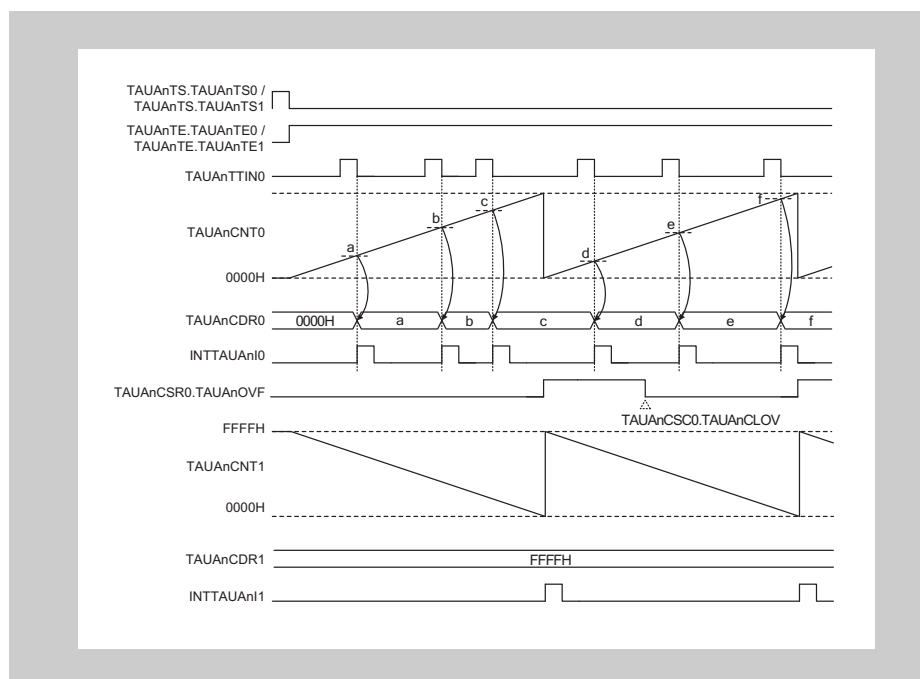 TAUAnTS.TAUAnTS0 /
TAUAnTS.TAUAnTS1
TAUAnTE.TAUAnTE0 /
TAUAnTE.TAUAnTE1
TAUAnTTIN0
TAUAnCNT0
a
b
c
d
e
f
0000H
TAUAnCDR0
0000H
a
b
c
d
e
f
INTTAUAnI0
TAUAnCSR0.TAUAnOVF
TAUAnCSC0.TAUAnCLOV
FFFFH
TAUAnCNT1
0000H
TAUAnCDR1
FFFFH
INTTAUAnI1